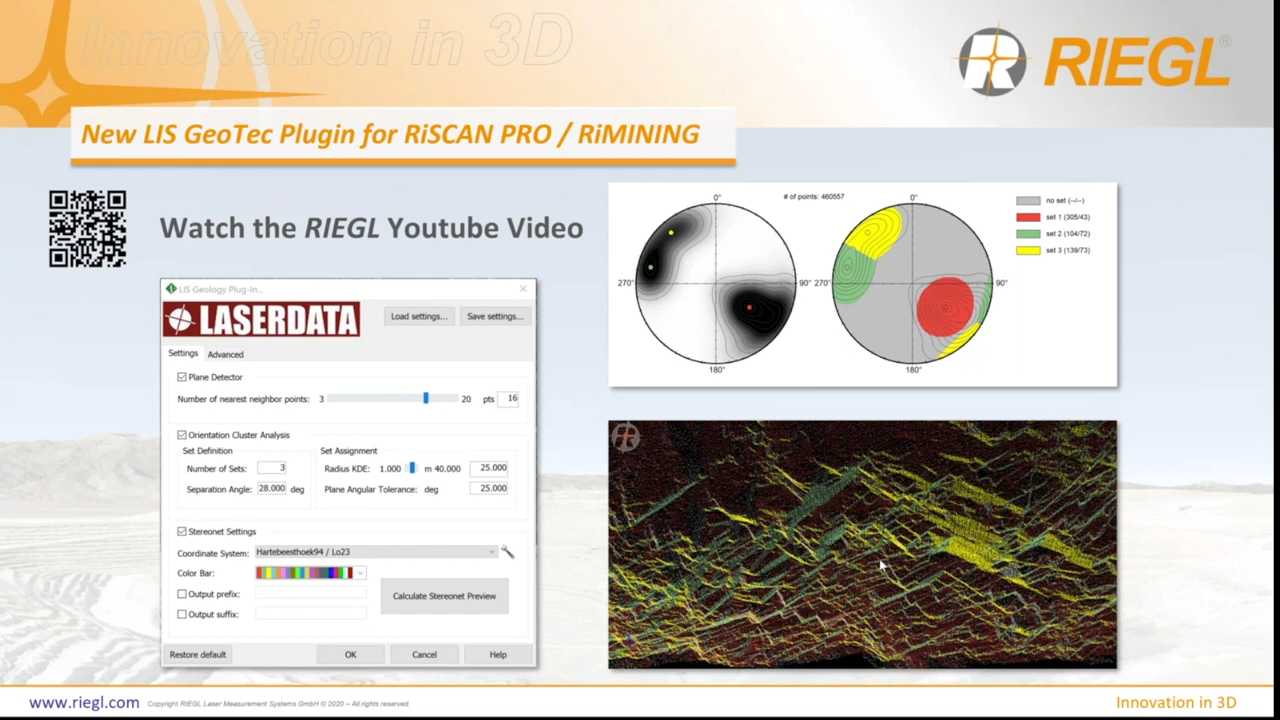 Innovation in 3D
RIEGL®
New LIS GeoTec Plugin for RiSCAN PRO / RiMINING
Watch the RIEGL Youtube Video
LIS Geology Plug-In...
LASERDATA
Load settings...
Save settings...
Settings
Advanced
Plane Detector
Number of nearest neighbor points: 3 20 pts 16
Orientation Cluster Analysis
Set Definition
Set Assignment
Number of Sets: 3
Radius KDE: 1.000 m 40.000 25.000
Separation Angle: 28.000 deg
Plane Angular Tolerance: deg 25.000
Stereonet Settings
Coordinate System: Hartebeesthoek94 / Lo23
Color Bar:
Output prefix:
Output suffix:
Calculate Stereonet Preview
Restore default
OK
Cancel
Help
0°
# of points: 460557
0°
270°
90°
270°
90°
180°
180°
no set (--/--)
set 1 (305/43)
set 2 (104/72)
set 3 (139/73)
www.riegl.com
Copyright RIEGL Laser Measurement Systems GmbH © 2020 – All rights reserved.
Innovation in 3D